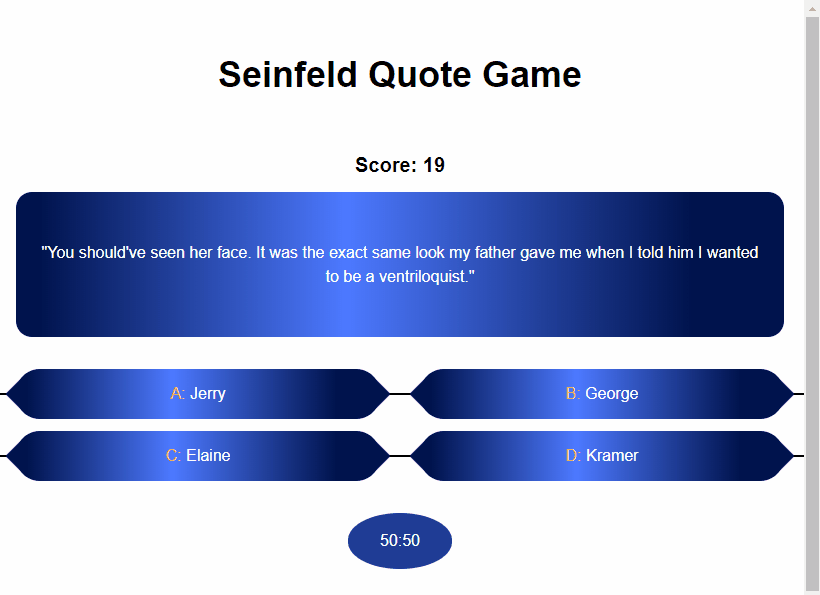 Seinfeld Quote Game
Score: 19
"You should've seen her face. It was the exact same look my father gave me when I told him I wanted
to be a ventriloquist."
A: Jerry
B: George
C: Elaine
D: Kramer
50:50